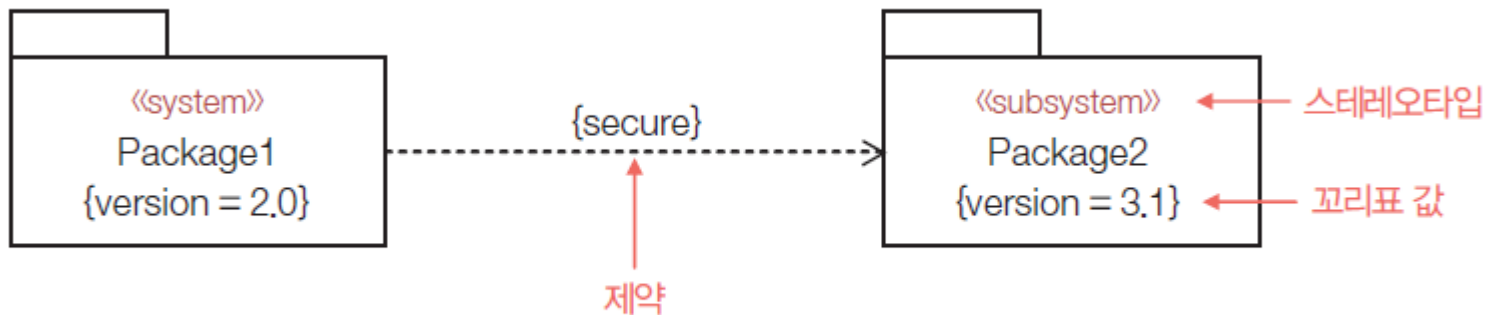 《system》
Package1
{version = 2.0}
{secure}
제약
《subsystem》
Package2
{version = 3.1}
스테레오타입
꼬리표 값